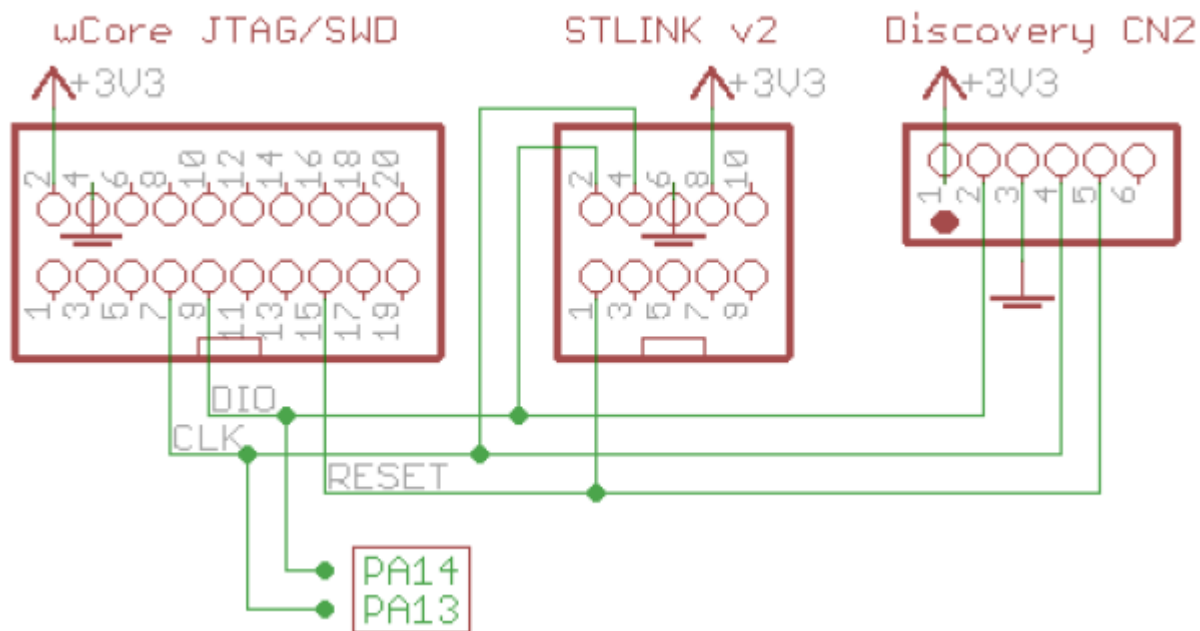 uCore JTAG/SWD STLINK v2 Discovery CN2
+3V3 +3V3 +3V3
2 4 6 8 10 12 14 16 18 20 2 4 6 8 10
1 2 3 4 5 6
1 3 5 7 9 11 13 15 17 19 1 3 5 7 9
DIO
CLK
RESET
PA14
PA13